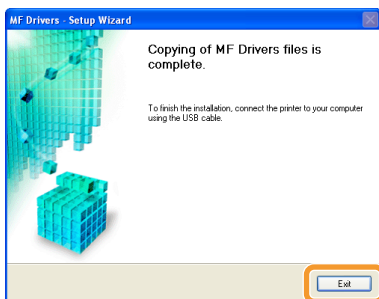 MF Drivers - Setup Wizard
Copying of MF Drivers files is
complete.
To finish the installation, connect the printer to your computer
using the USB cable.
Exit